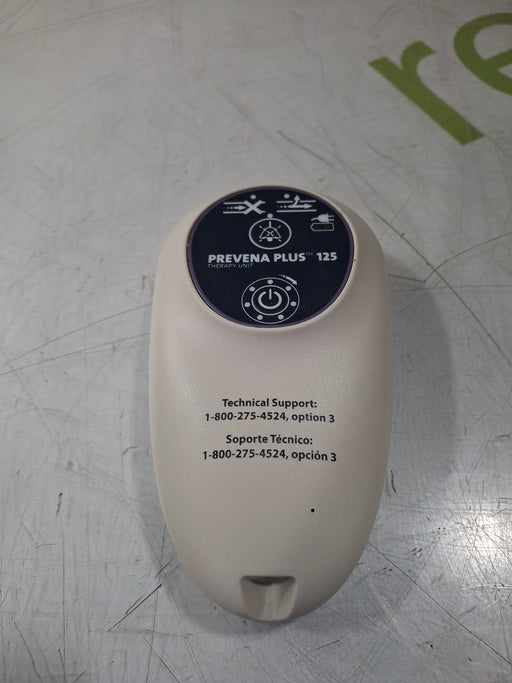 re
PREVENA PLUS™ 125
THERAPY UNIT
Technical Support:
1-800-275-4524, option 3
Soporte Técnico:
1-800-275-4524, opción 3